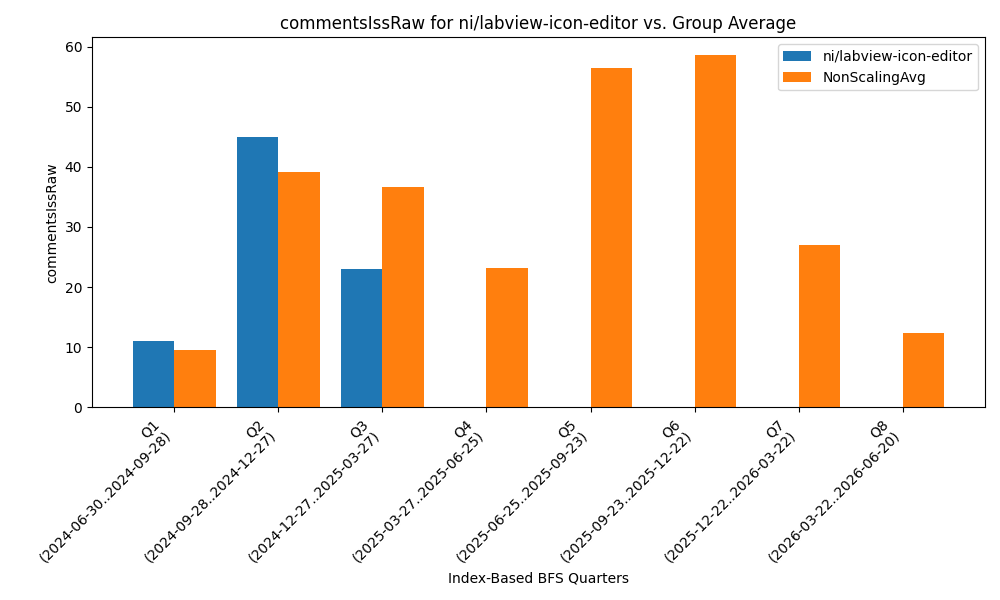 commentsIssRaw for ni/labview-icon-editor vs. Group Average
ni/labview-icon-editor
NonScalingAvg
commentsIssRaw
60
50
40
30
20
10
0
Q1
(2024-06-30..2024-09-28)
Q2
(2024-09-28..2024-12-27)
Q3
(2024-12-27..2025-03-27)
Q4
(2025-03-27..2025-06-25)
Q5
(2025-06-25..2025-09-23)
Q6
(2025-09-23..2025-12-22)
Q7
(2025-12-22..2026-03-22)
Q8
(2026-03-22..2026-06-20)
Index-Based BFS Quarters